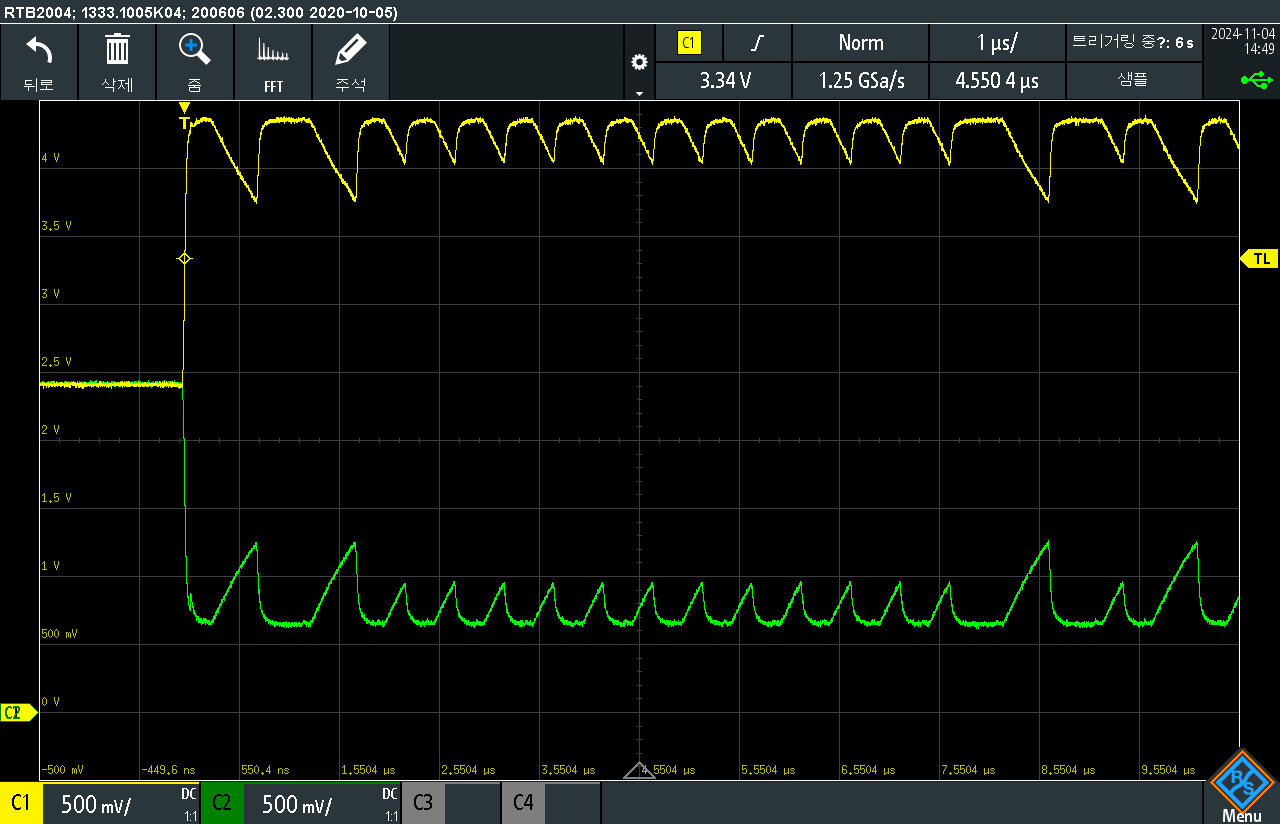 RTB2004; 1333.1005K04; 200606 (02.300 2020-10-05)
뒤로
삭제
줌
FFT
주석
C1
Norm
1 µs/
트리거링 중?: 6 s
2024-11-04
14:49
3.34 V
1.25 GSa/s
4.550 4 µs
샘플
T
4 V
3.5 V
TL
3 V
2.5 V
2 V
1.5 V
1 V
500 mV
0 V
-500 mV
-449.6 ns
550.4 ns
1.5504 µs
2.5504 µs
3.5504 µs
4.5504 µs
5.5504 µs
6.5504 µs
7.5504 µs
8.5504 µs
9.5504 µs
C1
500 mV/
DC
1:1
C2
500 mV/
DC
1:1
C3
C4
R S
Menu